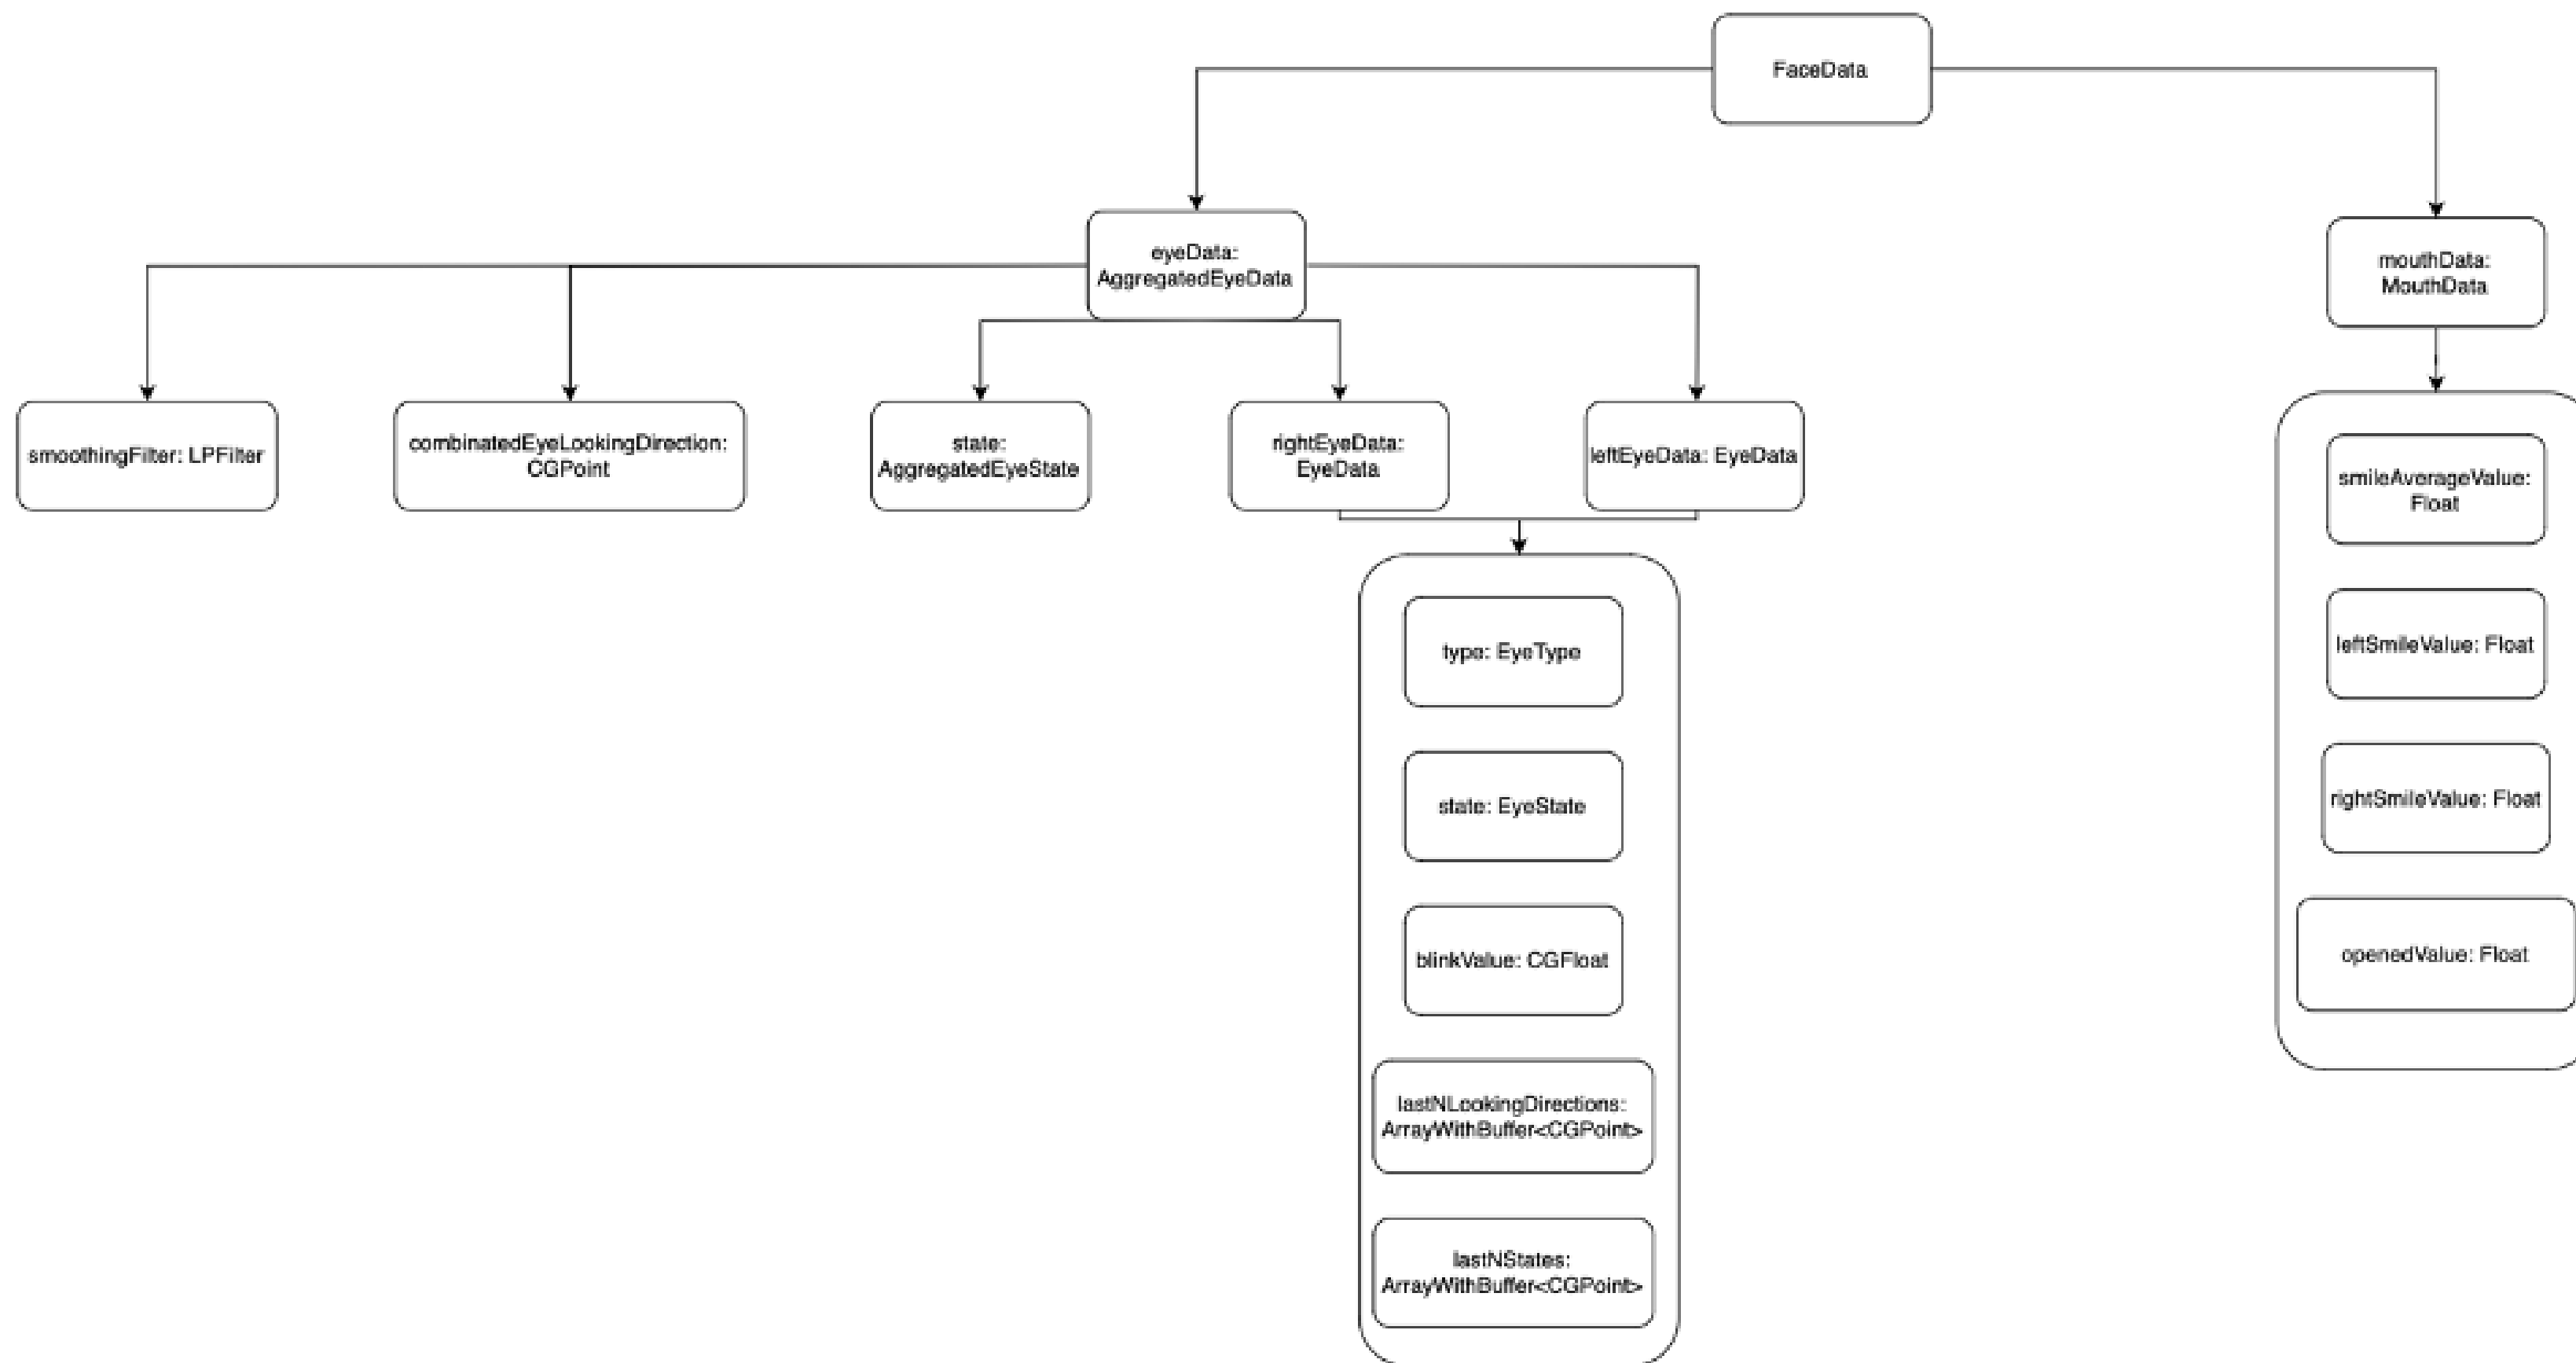 FaceData
eyeData:
AggregatedEyeData
mouthData:
MouthData
smoothingFilter: LPFilter
combinatedEyeLookingDirection:
CGPoint
state:
AggregatedEyeState
rightEyeData:
EyeData
leftEyeData: EyeData
type: EyeType
state: EyeState
blinkValue: CGFloat
lastNLookingDirections:
ArrayWithBuffer<CGPoint>
lastNStates:
ArrayWithBuffer<CGPoint>
smileAverageValue:
Float
leftSmileValue: Float
rightSmileValue: Float
openedValue: Float